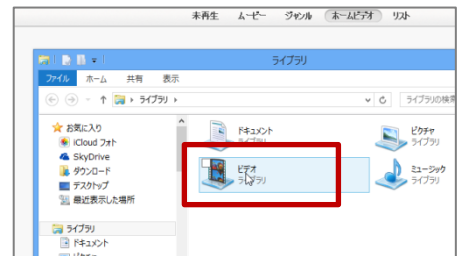 未再生 ムービー ジャンル ホームビデオ リスト
ライブラリ
ファイル ホーム 共有 表示
ライブラリ ライブラリの検索
お気に入り
iCloud フォト
SkyDrive
ダウンロード
デスクトップ
最近表示した場所
ライブラリ
ドキュメント
ドキュメント
ライブラリ
ピクチャ
ライブラリ
ビデオ
ライブラリ
ミュージック
ライブラリ